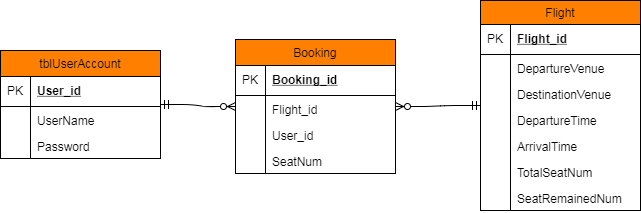 tblUserAccount
PK User_id
UserName
Password
Booking
PK Booking_id
Flight_id
User_id
SeatNum
Flight
PK Flight_id
DepartureVenue
DestinationVenue
DepartureTime
ArrivalTime
TotalSeatNum
SeatRemainedNum